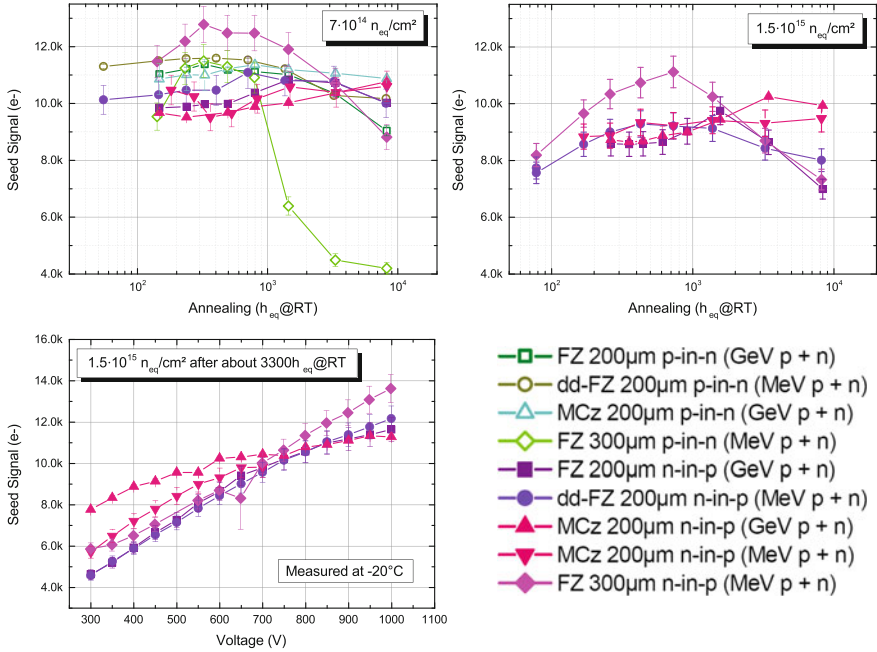 7·10¹⁴ n_eq/cm²
Seed Signal (e-)
12.0k
10.0k
8.0k
6.0k
4.0k
10²
10³
10⁴
Annealing (h_eq@RT)
1.5·10¹⁵ n_eq/cm²
Seed Signal (e-)
12.0k
10.0k
8.0k
6.0k
4.0k
10²
10³
10⁴
Annealing (h_eq@RT)
1.5·10¹⁵ n_eq/cm² after about 3300h_eq@RT
Seed Signal (e-)
16.0k
14.0k
12.0k
10.0k
8.0k
6.0k
4.0k
Measured at -20°C
300 400 500 600 700 800 900 1000 1100
Voltage (V)
FZ 200µm p-in-n (GeV p + n)
dd-FZ 200µm p-in-n (MeV p + n)
MCz 200µm p-in-n (GeV p + n)
FZ 300µm p-in-n (MeV p + n)
FZ 200µm n-in-p (GeV p + n)
dd-FZ 200µm n-in-p (MeV p + n)
MCz 200µm n-in-p (GeV p + n)
MCz 200µm n-in-p (MeV p + n)
FZ 300µm n-in-p (MeV p + n)